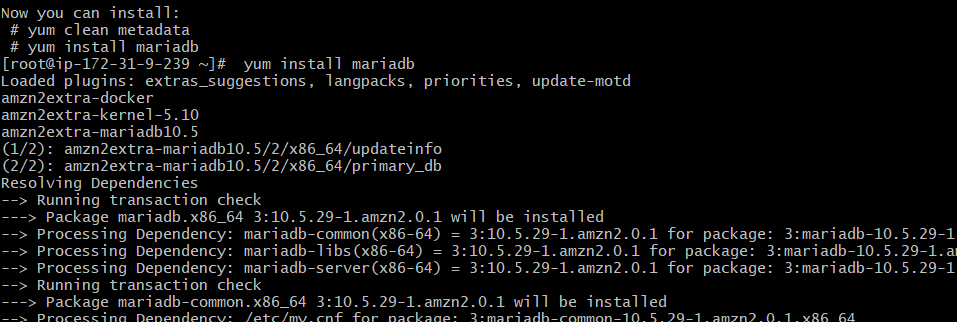 Now you can install:
# yum clean metadata
# yum install mariadb
[root@ip-172-31-9-239 ~]#  yum install mariadb
Loaded plugins: extras_suggestions, langpacks, priorities, update-motd
amzn2extra-docker
amzn2extra-kernel-5.10
amzn2extra-mariadb10.5
(1/2): amzn2extra-mariadb10.5/2/x86_64/updateinfo
(2/2): amzn2extra-mariadb10.5/2/x86_64/primary_db
Resolving Dependencies
--> Running transaction check
---> Package mariadb.x86_64 3:10.5.29-1.amzn2.0.1 will be installed
--> Processing Dependency: mariadb-common(x86-64) = 3:10.5.29-1.amzn2.0.1 for package: 3:mariadb-10.5.29-1
--> Processing Dependency: mariadb-libs(x86-64) = 3:10.5.29-1.amzn2.0.1 for package: 3:mariadb-10.5.29-1.a
--> Processing Dependency: mariadb-server(x86-64) = 3:10.5.29-1.amzn2.0.1 for package: 3:mariadb-10.5.29-1
--> Running transaction check
---> Package mariadb-common.x86_64 3:10.5.29-1.amzn2.0.1 will be installed
--> Processing Dependency: /etc/my.cnf for package: 3:mariadb-common-10.5.29-1.amzn2.0.1.x86_64